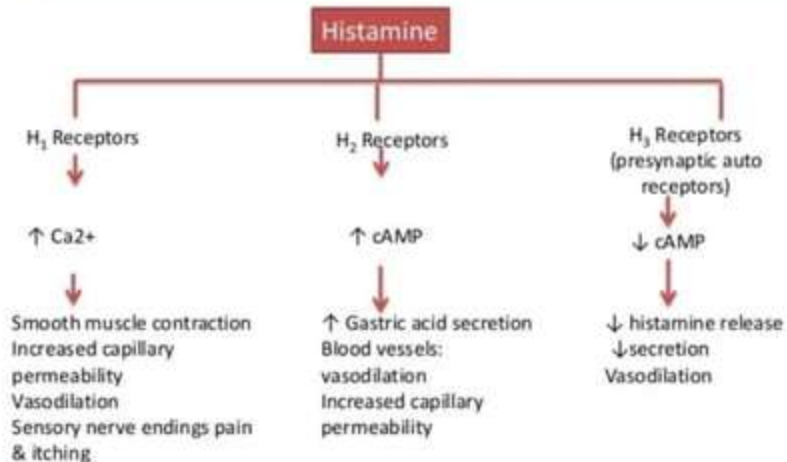 Histamine
H₁ Receptors
↑ Ca2+
Smooth muscle contraction
Increased capillary
permeability
Vasodilation
Sensory nerve endings pain
& itching
H₂ Receptors
↑ cAMP
↑ Gastric acid secretion
Blood vessels:
vasodilation
Increased capillary
permeability
H₃ Receptors
(presynaptic auto
receptors)
↓ cAMP
↓ histamine release
↓secretion
Vasodilation